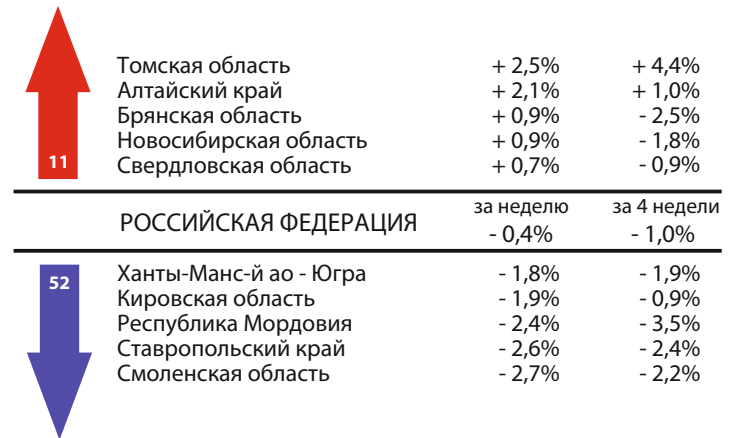 Томская область + 2,5% + 4,4%
Алтайский край + 2,1% + 1,0%
Брянская область + 0,9% - 2,5%
Новосибирская область + 0,9% - 1,8%
11 Свердловская область + 0,7% - 0,9%
за неделю за 4 недели
РОССИЙСКАЯ ФЕДЕРАЦИЯ - 0,4% - 1,0%
52 Ханты-Манс-й ао - Югра - 1,8% - 1,9%
Кировская область - 1,9% - 0,9%
Республика Мордовия - 2,4% - 3,5%
Ставропольский край - 2,6% - 2,4%
Смоленская область - 2,7% - 2,2%